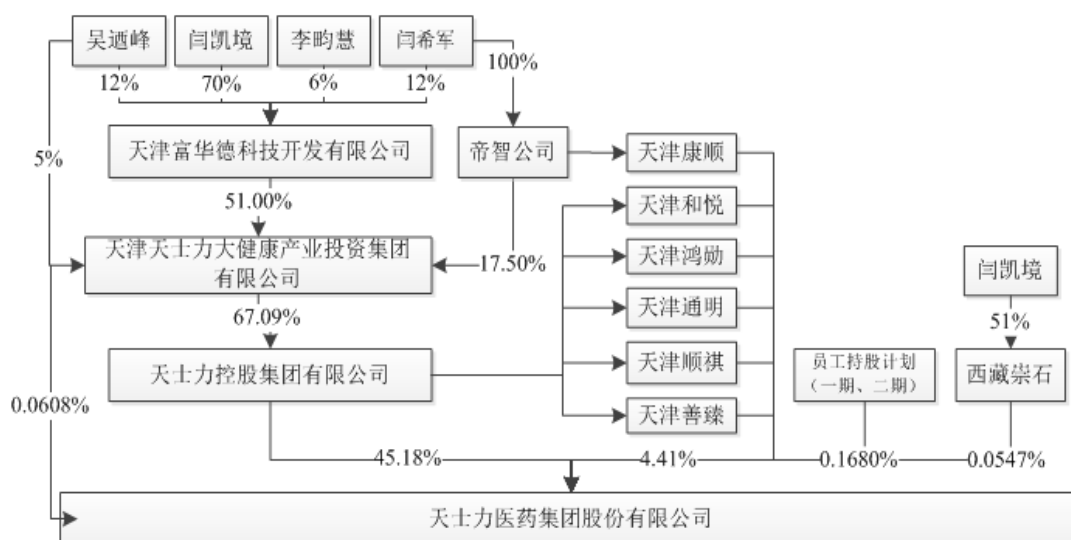 吴迺峰
闫凯境
李昀慧
闫希军
12%
70%
6%
12%
100%
天津富华德科技开发有限公司
帝智公司
天津康顺
5%
51.00%
天津和悦
天津天士力大健康产业投资集团
有限公司
17.50%
天津鸿勋
闫凯境
67.09%
天津通明
51%
天士力控股集团有限公司
天津顺祺
员工持股计划
（一期、二期）
西藏崇石
0.0608%
天津善臻
45.18%
4.41%
0.1680%
0.0547%
天士力医药集团股份有限公司